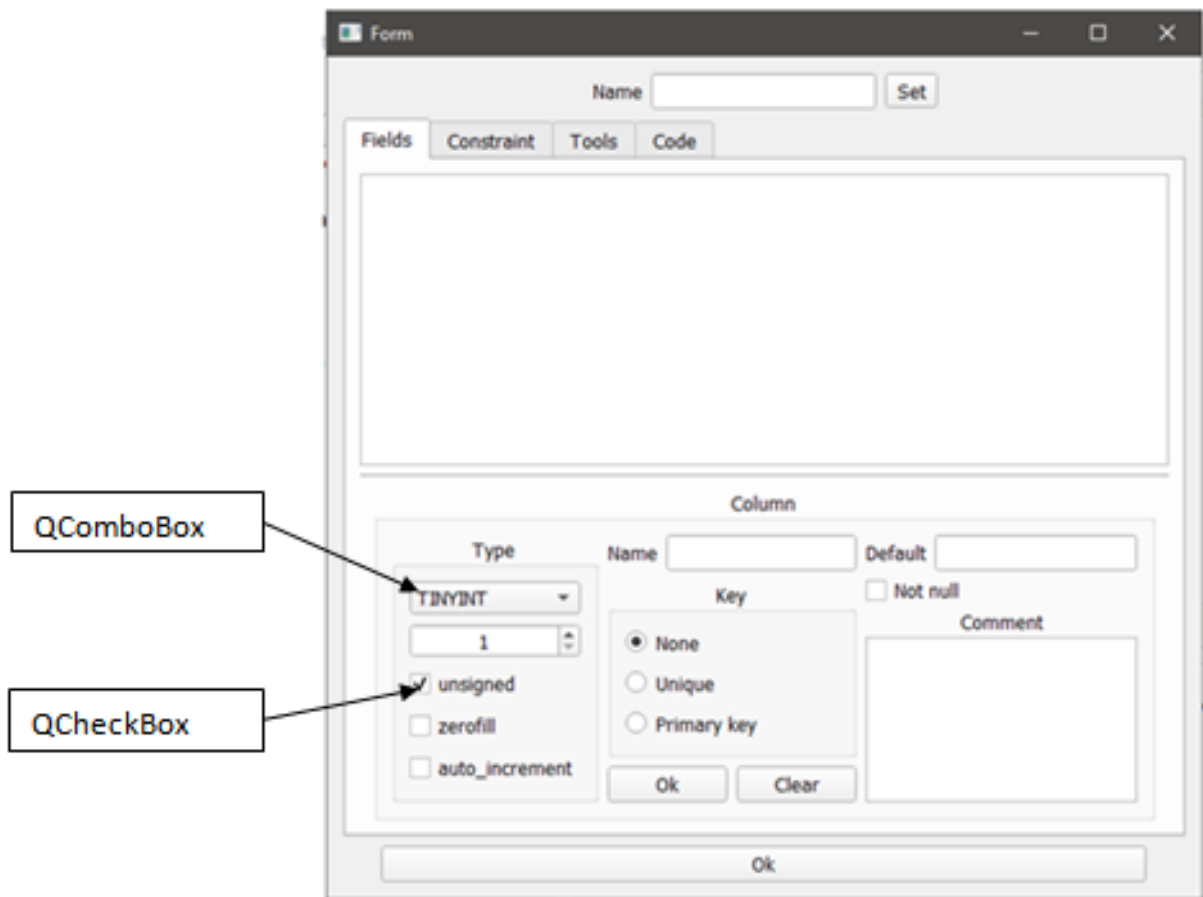 Form
Name Set
Fields Constraint Tools Code
Column
QComboBox
Type
Name
Default
TINYINT
Key
Not null
1
None
Comment
unsigned
Unique
QCheckBox
zerofill
Primary key
auto_increment
Ok Clear
Ok